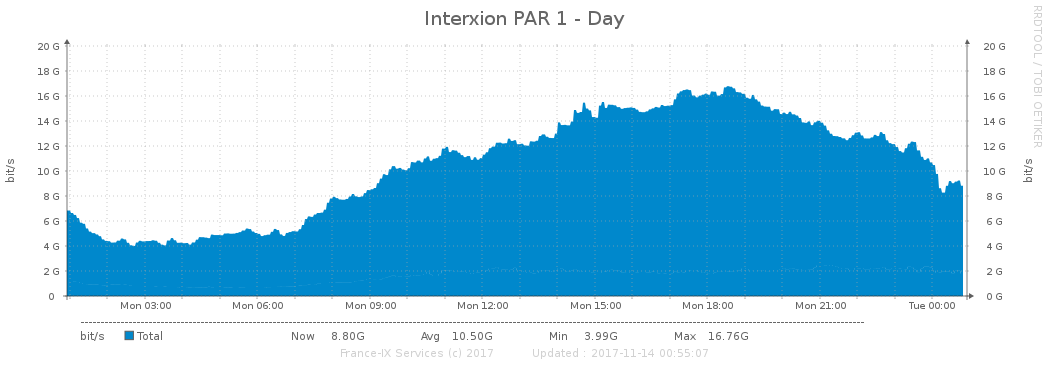 Interxion PAR 1 - Day
RRDTOOL / TOBI OETIKER
bit/s
20 G 20 G
18 G 18 G
16 G 16 G
14 G 14 G
12 G 12 G
10 G 10 G
8 G 8 G
6 G 6 G
4 G 4 G
2 G 2 G
0 0 G
bit/s
Mon 03:00 Mon 06:00 Mon 09:00 Mon 12:00 Mon 15:00 Mon 18:00 Mon 21:00 Tue 00:00
bit/s Total Now 8.80G Avg 10.50G Min 3.99G Max 16.76G
France-IX Services (c) 2017 Updated : 2017-11-14 00:55:07